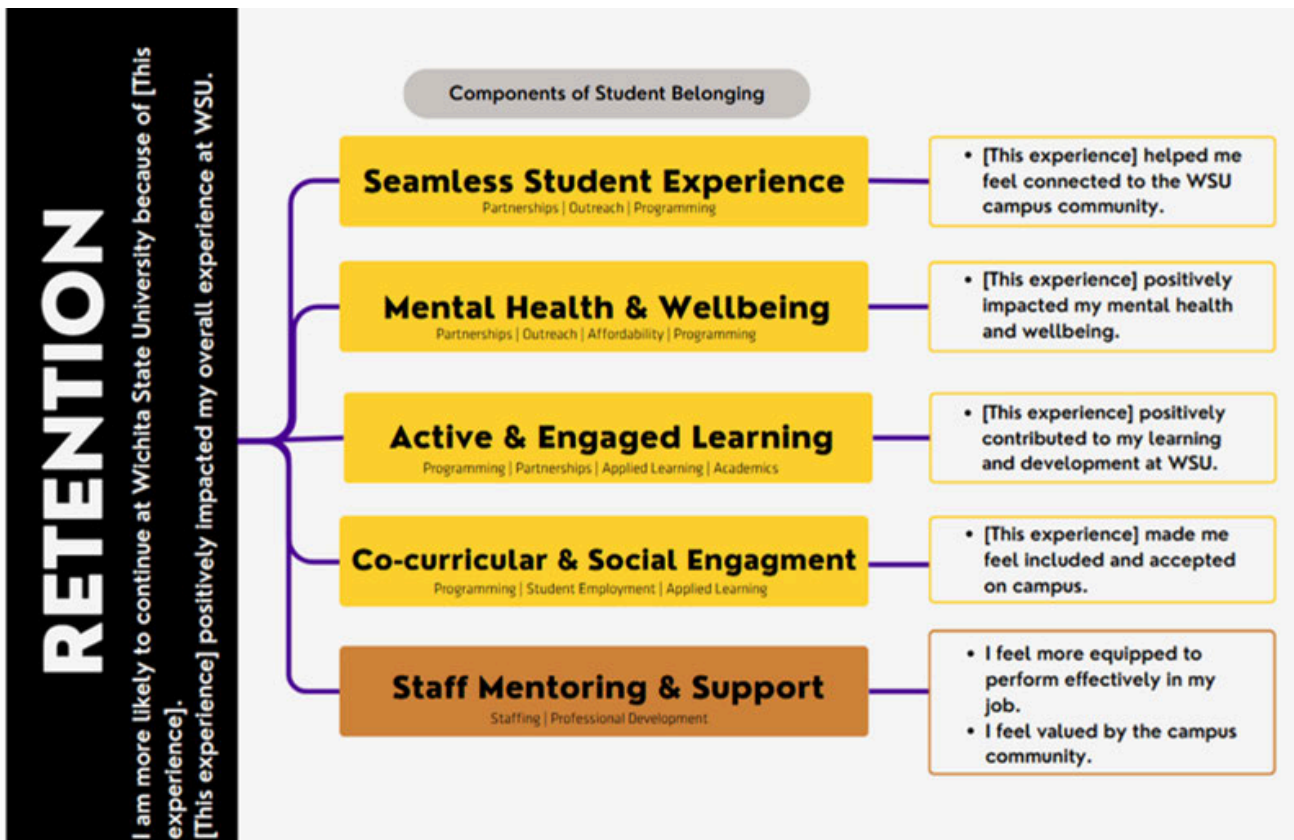 RETENTION
I am more likely to continue at Wichita State University because of [This
experience].
[This experience] positively impacted my overall experience at WSU.
Components of Student Belonging
Seamless Student Experience
Partnerships | Outreach | Programming
• [This experience] helped me
feel connected to the WSU
campus community.
Mental Health & Wellbeing
Partnerships | Outreach | Affordability | Programming
• [This experience] positively
impacted my mental health
and wellbeing.
Active & Engaged Learning
Programming | Partnerships | Applied Learning | Academics
• [This experience] positively
contributed to my learning
and development at WSU.
Co-curricular & Social Engagment
Programming | Student Employment | Applied Learning
• [This experience] made me
feel included and accepted
on campus.
Staff Mentoring & Support
Staffing | Professional Development
• I feel more equipped to
perform effectively in my
job.
• I feel valued by the campus
community.